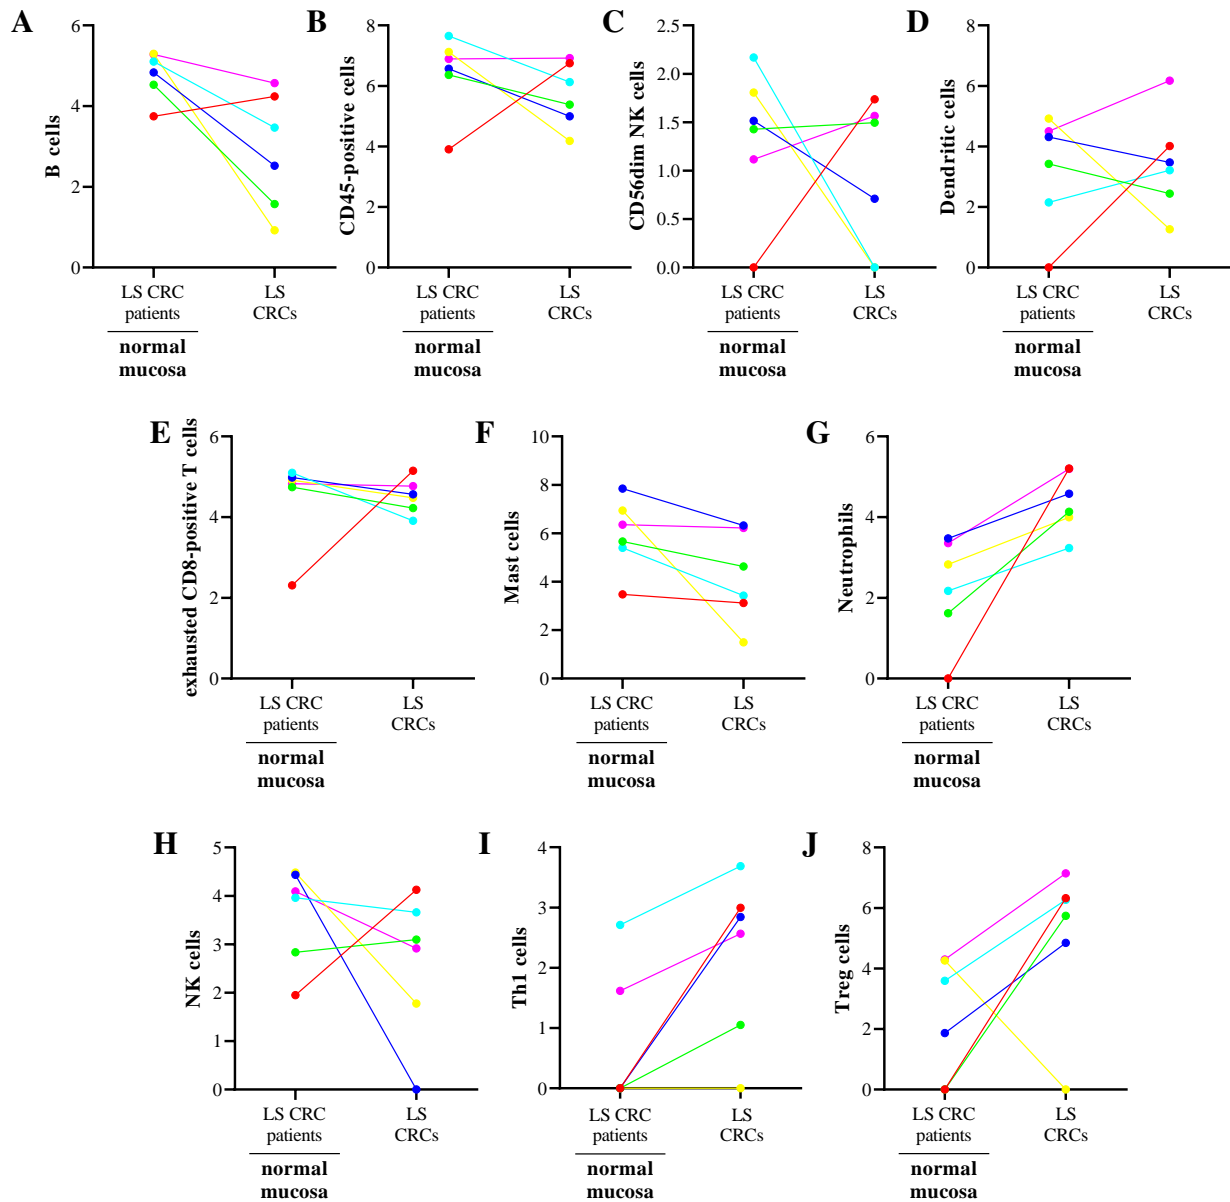 A
B cells
6
4
2
0
LS CRC
patients
normal
mucosa
LS
CRCs
B
CD45-positive cells
8
6
4
2
0
LS CRC
patients
normal
mucosa
LS
CRCs
C
CD56dim NK cells
2.5
2.0
1.5
1.0
0.5
0.0
LS CRC
patients
normal
mucosa
LS
CRCs
D
Dendritic cells
8
6
4
2
0
LS CRC
patients
normal
mucosa
LS
CRCs
E
exhausted CD8-positive T cells
6
4
2
0
LS CRC
patients
normal
mucosa
LS
CRCs
F
Mast cells
10
8
6
4
2
0
LS CRC
patients
normal
mucosa
LS
CRCs
G
Neutrophils
6
4
2
0
LS CRC
patients
normal
mucosa
LS
CRCs
H
NK cells
5
4
3
2
1
0
LS CRC
patients
normal
mucosa
LS
CRCs
I
Th1 cells
4
3
2
1
0
LS CRC
patients
normal
mucosa
LS
CRCs
J
Treg cells
8
6
4
2
0
LS CRC
patients
normal
mucosa
LS
CRCs